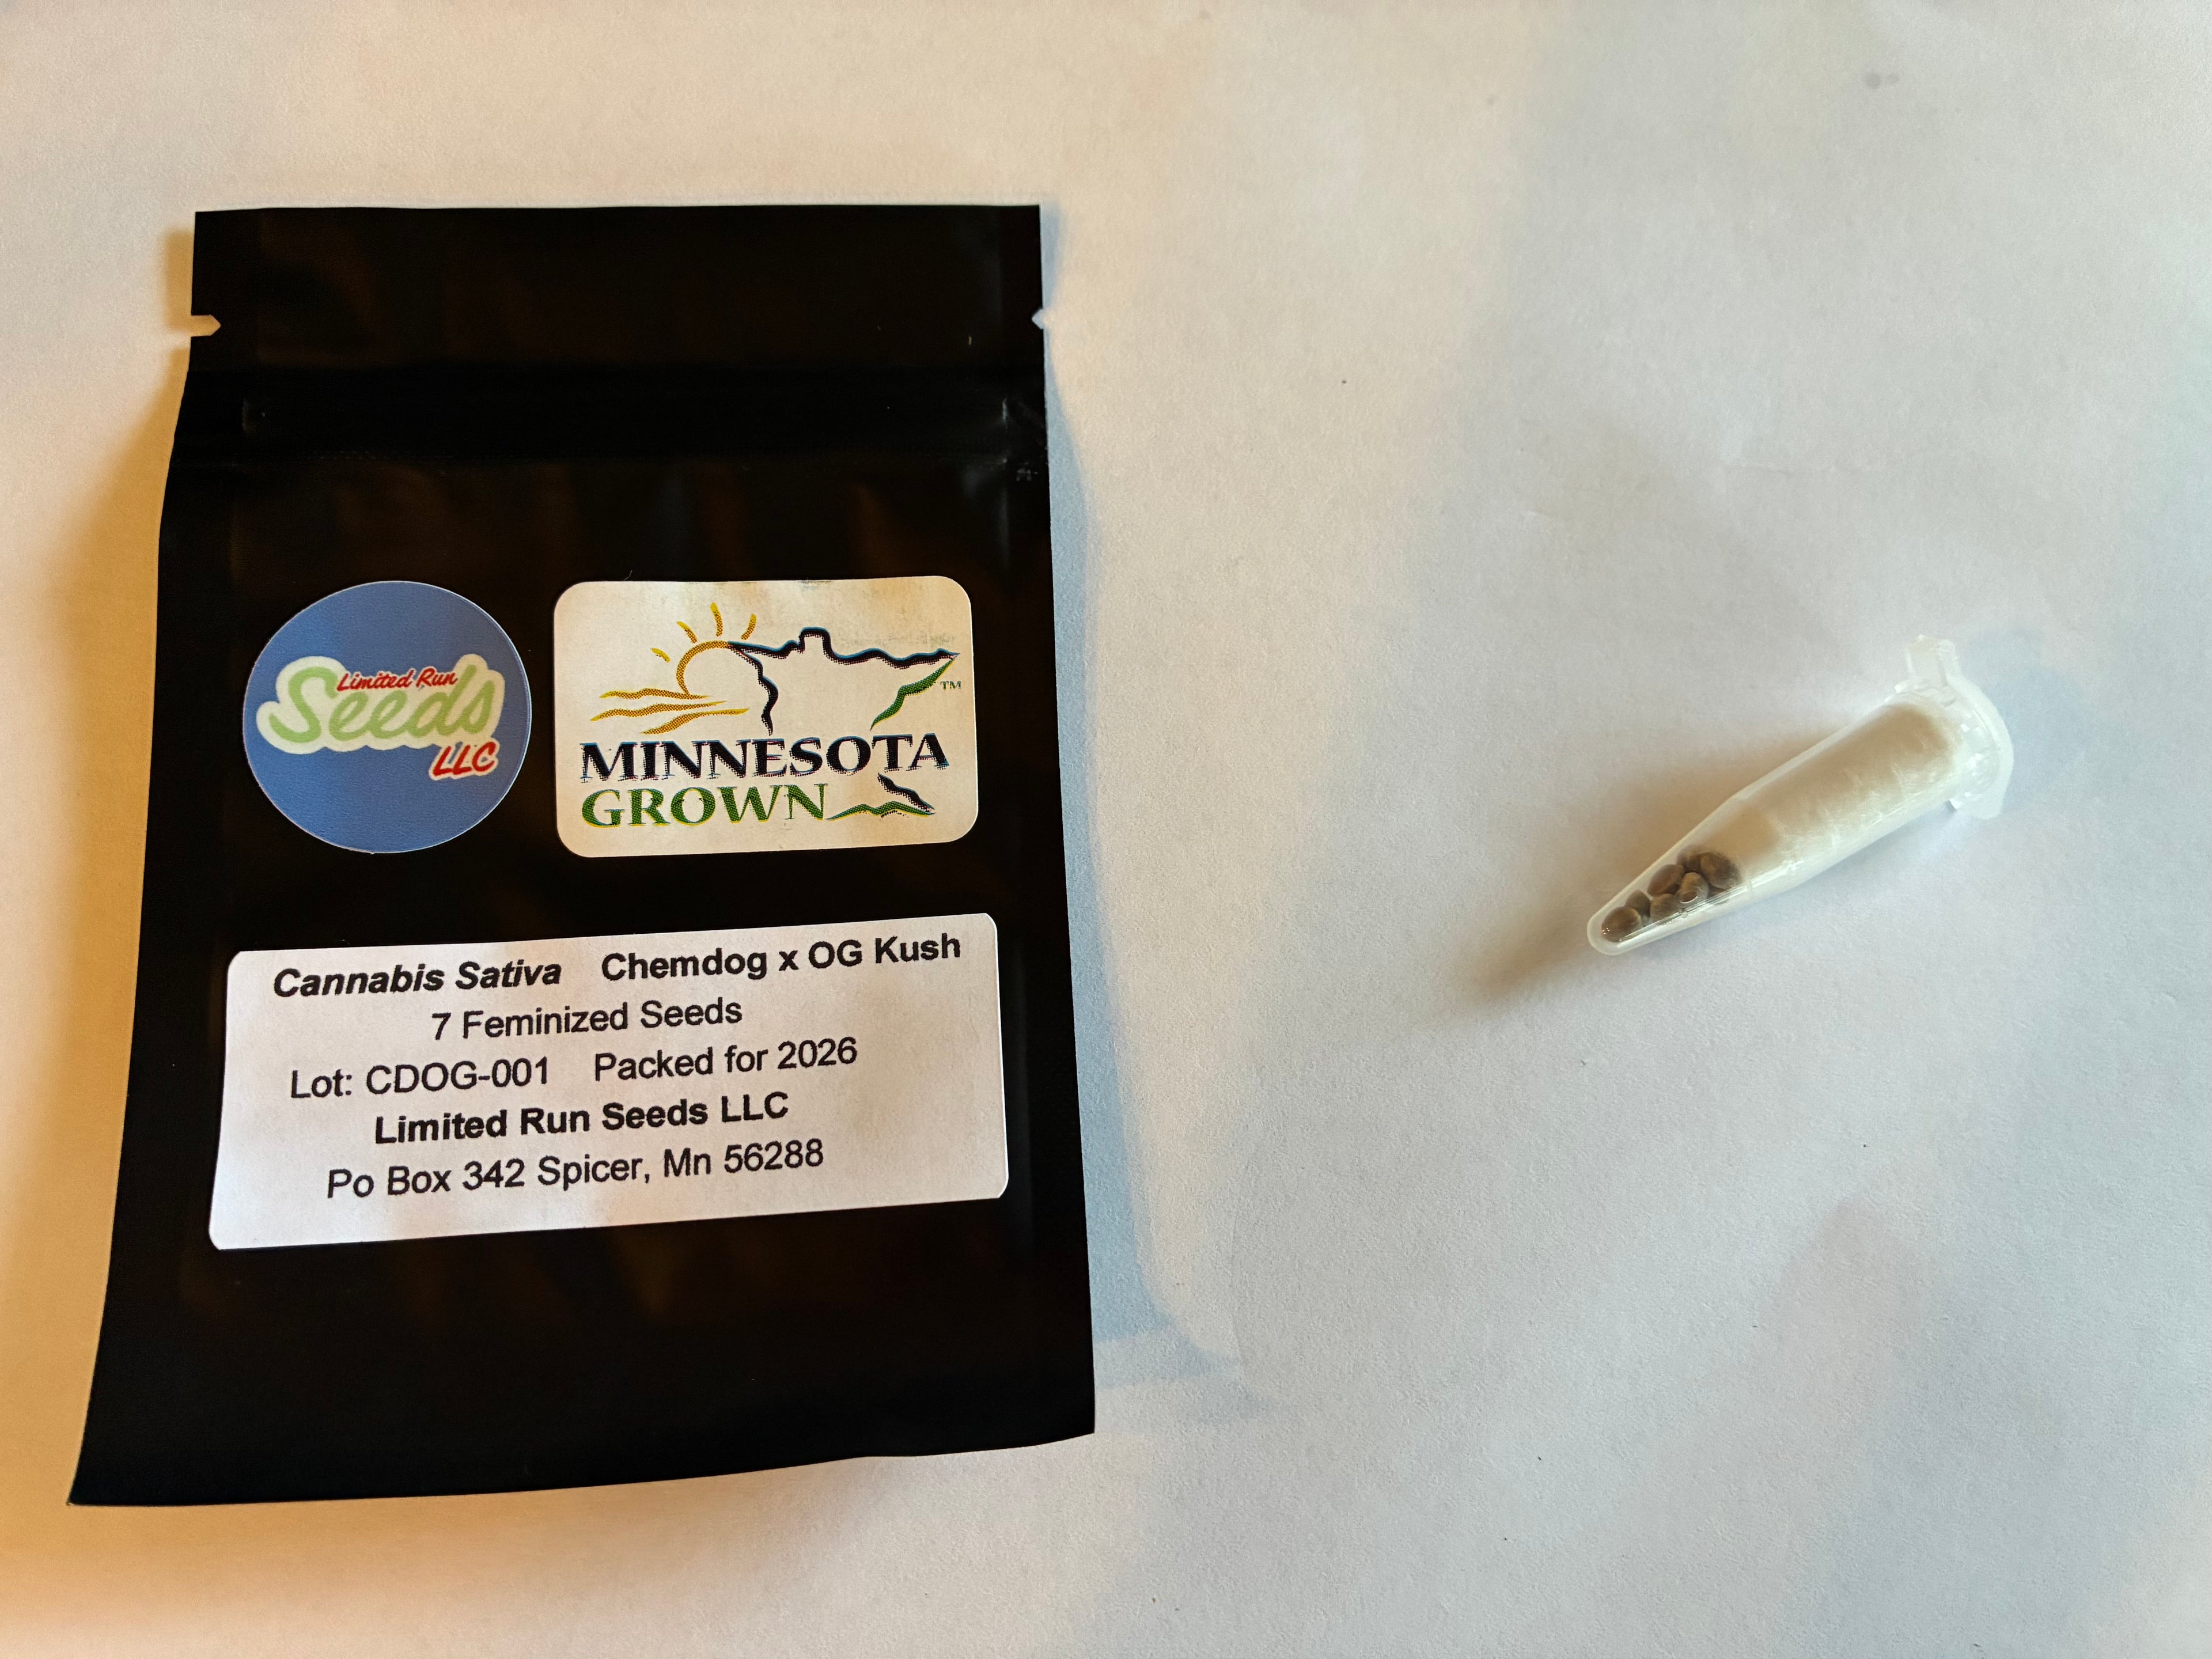 Limited Run
Seeds
LLC
MINNESOTA
GROWN
TM
Cannabis Sativa Chemdog x OG Kush
7 Feminized Seeds
Lot: CDOG-001 Packed for 2026
Limited Run Seeds LLC
Po Box 342 Spicer, Mn 56288